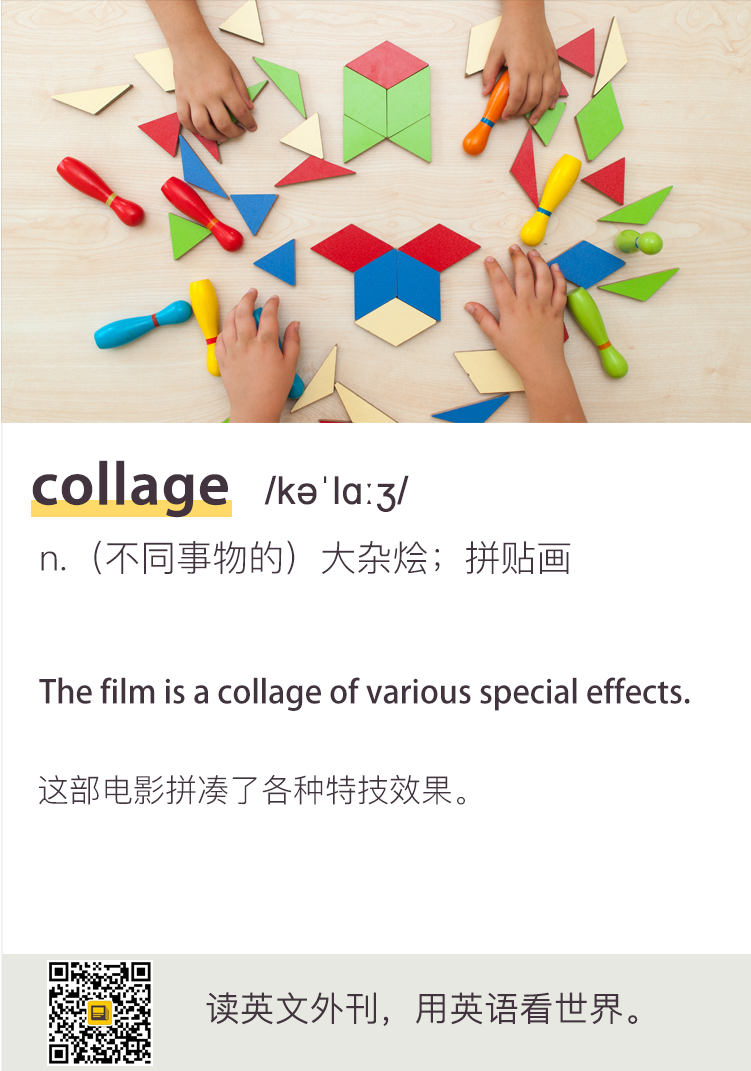 collage /kəˈlɑːʒ/
n.（不同事物的）大杂烩；拼贴画
The film is a collage of various special effects.
这部电影拼凑了各种特技效果。
读英文外刊，用英语看世界。